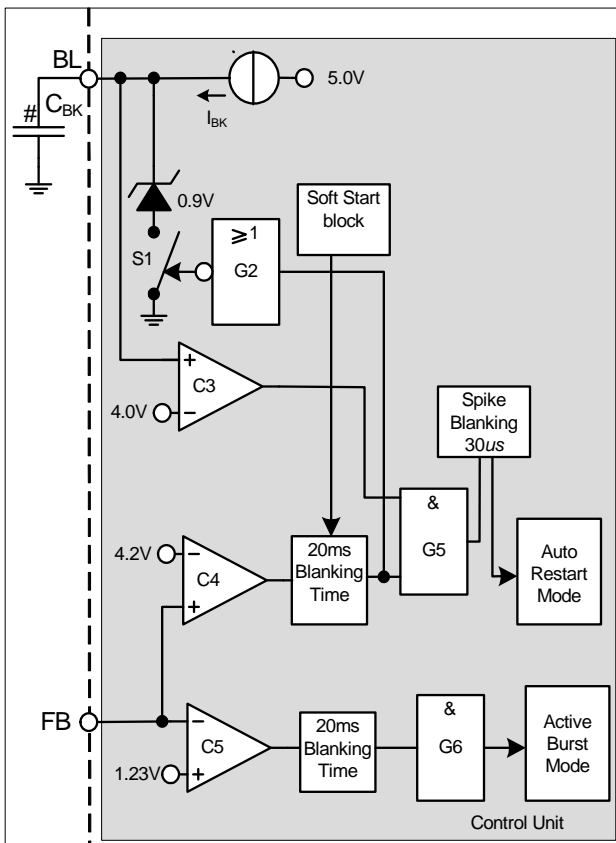 BL
5.0V
# C_BK
I_BK
0.9V
Soft Start
block
S1
≥1
G2
+
C3
4.0V
−
Spike
Blanking
30us
&
G5
4.2V
−
C4
+
20ms
Blanking
Time
Auto
Restart
Mode
FB
−
C5
1.23V
+
20ms
Blanking
Time
&
G6
Active
Burst
Mode
Control Unit